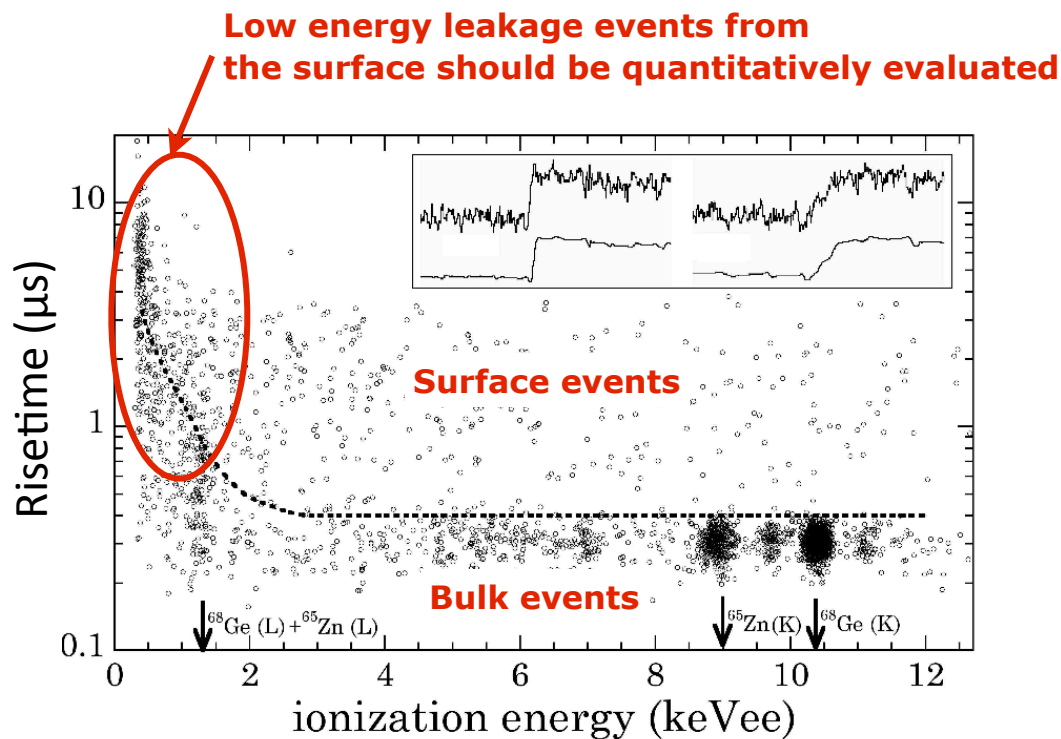 Low energy leakage events from
the surface should be quantitatively evaluated
10
1
0.1
Risetime (μs)
Surface events
Bulk events
⁶⁸Ge (L) + ⁶⁵Zn (L)
⁶⁵Zn(K)
⁶⁸Ge (K)
0 2 4 6 8 10 12
ionization energy (keVee)